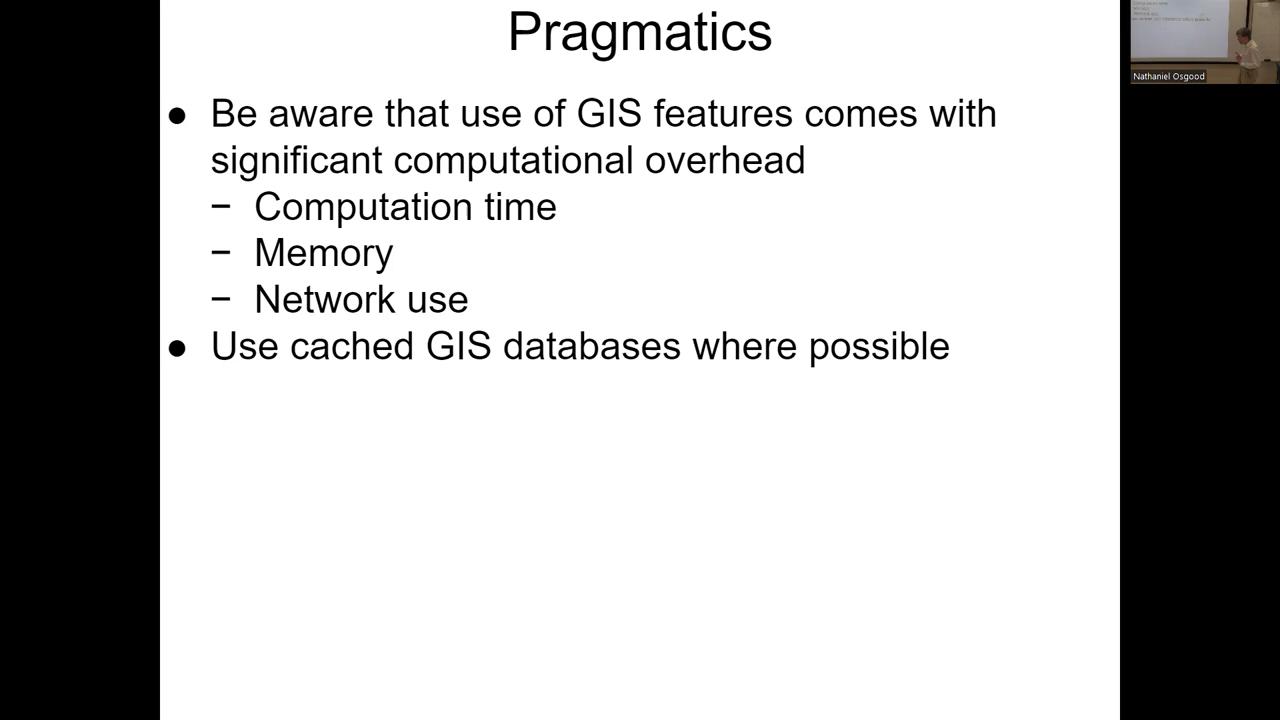 Pragmatics
● Be aware that use of GIS features comes with
significant computational overhead
− Computation time
− Memory
− Network use
● Use cached GIS databases where possible
Nathaniel Osgood